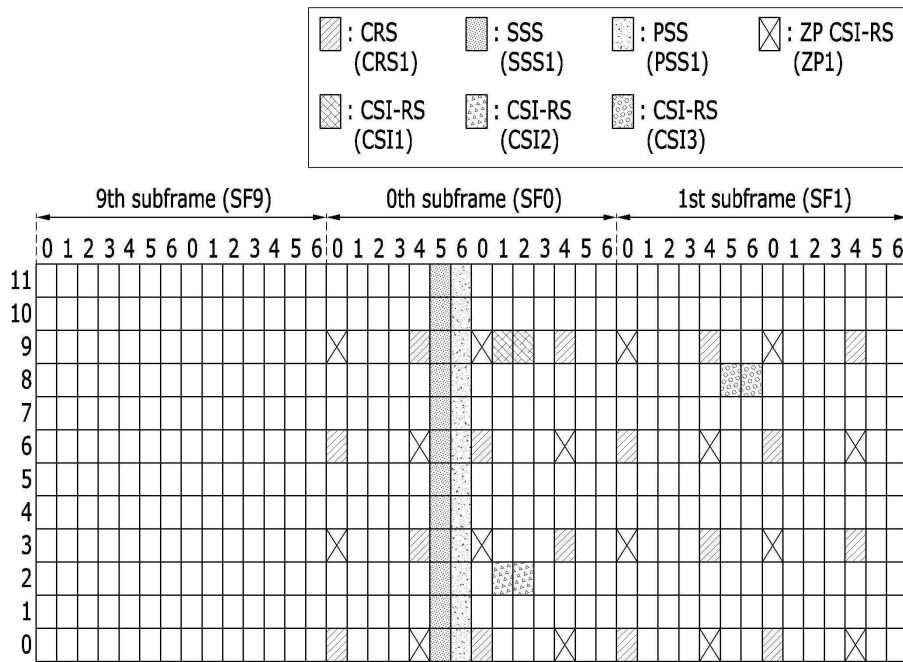 : CRS : SSS : PSS : ZP CSI-RS
(CRS1) (SSS1) (PSS1) (ZP1)
: CSI-RS : CSI-RS : CSI-RS
(CSI1) (CSI2) (CSI3)
9th subframe (SF9) 0th subframe (SF0) 1st subframe (SF1)
0 1 2 3 4 5 6 0 1 2 3 4 5 6 0 1 2 3 4 5 6 0 1 2 3 4 5 6 0 1 2 3 4 5 6 0 1 2 3 4 5 6
11
10
9
8
7
6
5
4
3
2
1
0